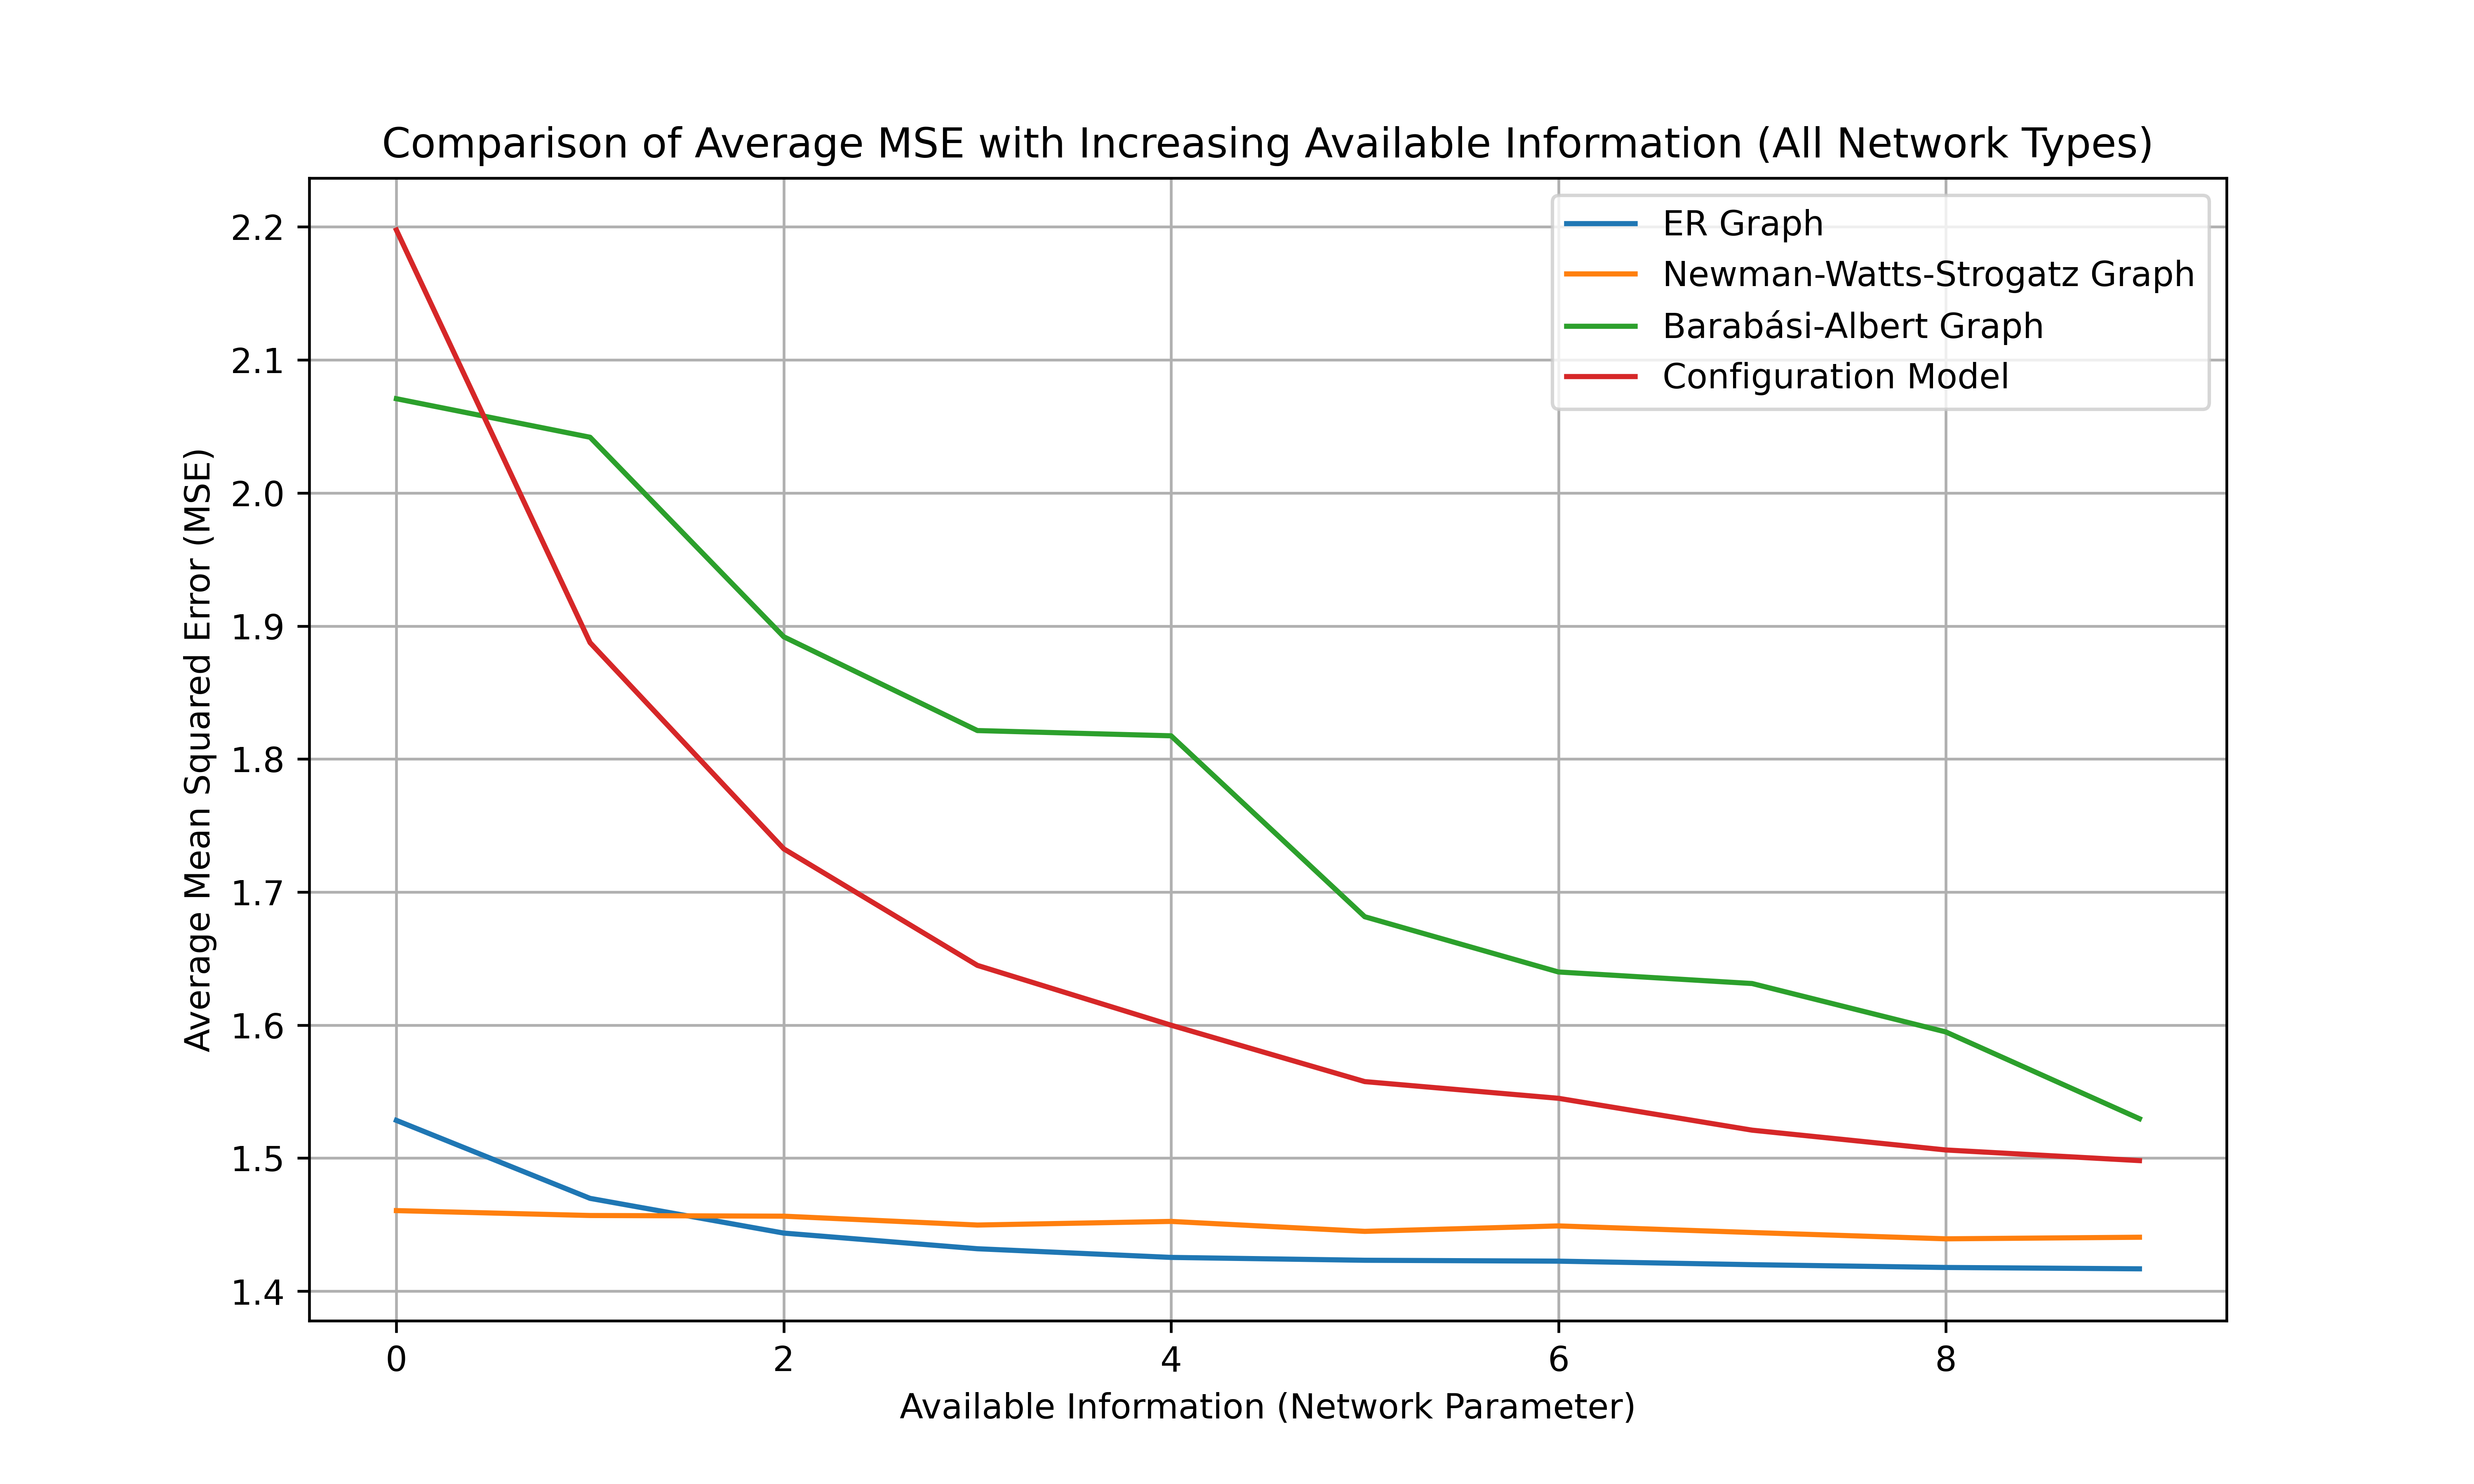 Comparison of Average MSE with Increasing Available Information (All Network Types)
ER Graph
Newman-Watts-Strogatz Graph
Barabási-Albert Graph
Configuration Model
Average Mean Squared Error (MSE)
2.2
2.1
2.0
1.9
1.8
1.7
1.6
1.5
1.4
0 2 4 6 8
Available Information (Network Parameter)